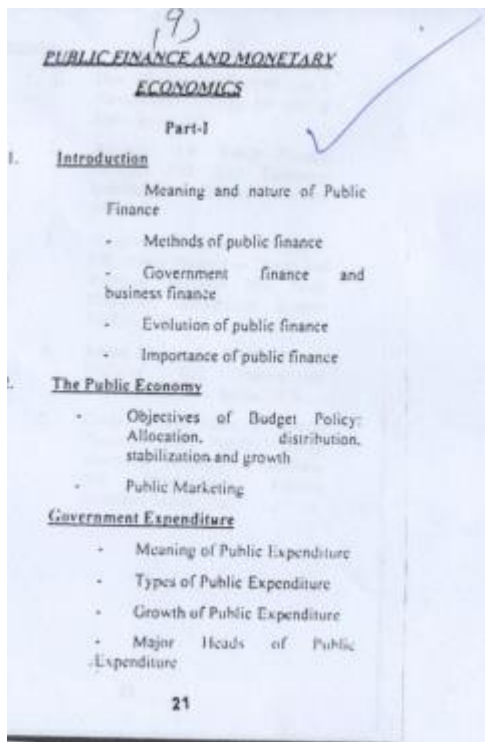 19)
PUBLIC FINANCE AND MONETARY
ECONOMICS
Part-I
1. Introduction
Meaning and nature of Public
Finance
- Methods of public finance
- Government finance and
business finance
- Evolution of public finance
- Importance of public finance
2. The Public Economy
- Objectives of Budget Policy:
Allocation, distribution,
stabilization and growth
- Public Marketing
Government Expenditure
- Meaning of Public Expenditure
- Types of Public Expenditure
- Growth of Public Expenditure
- Major Heads of Public
Expenditure
21